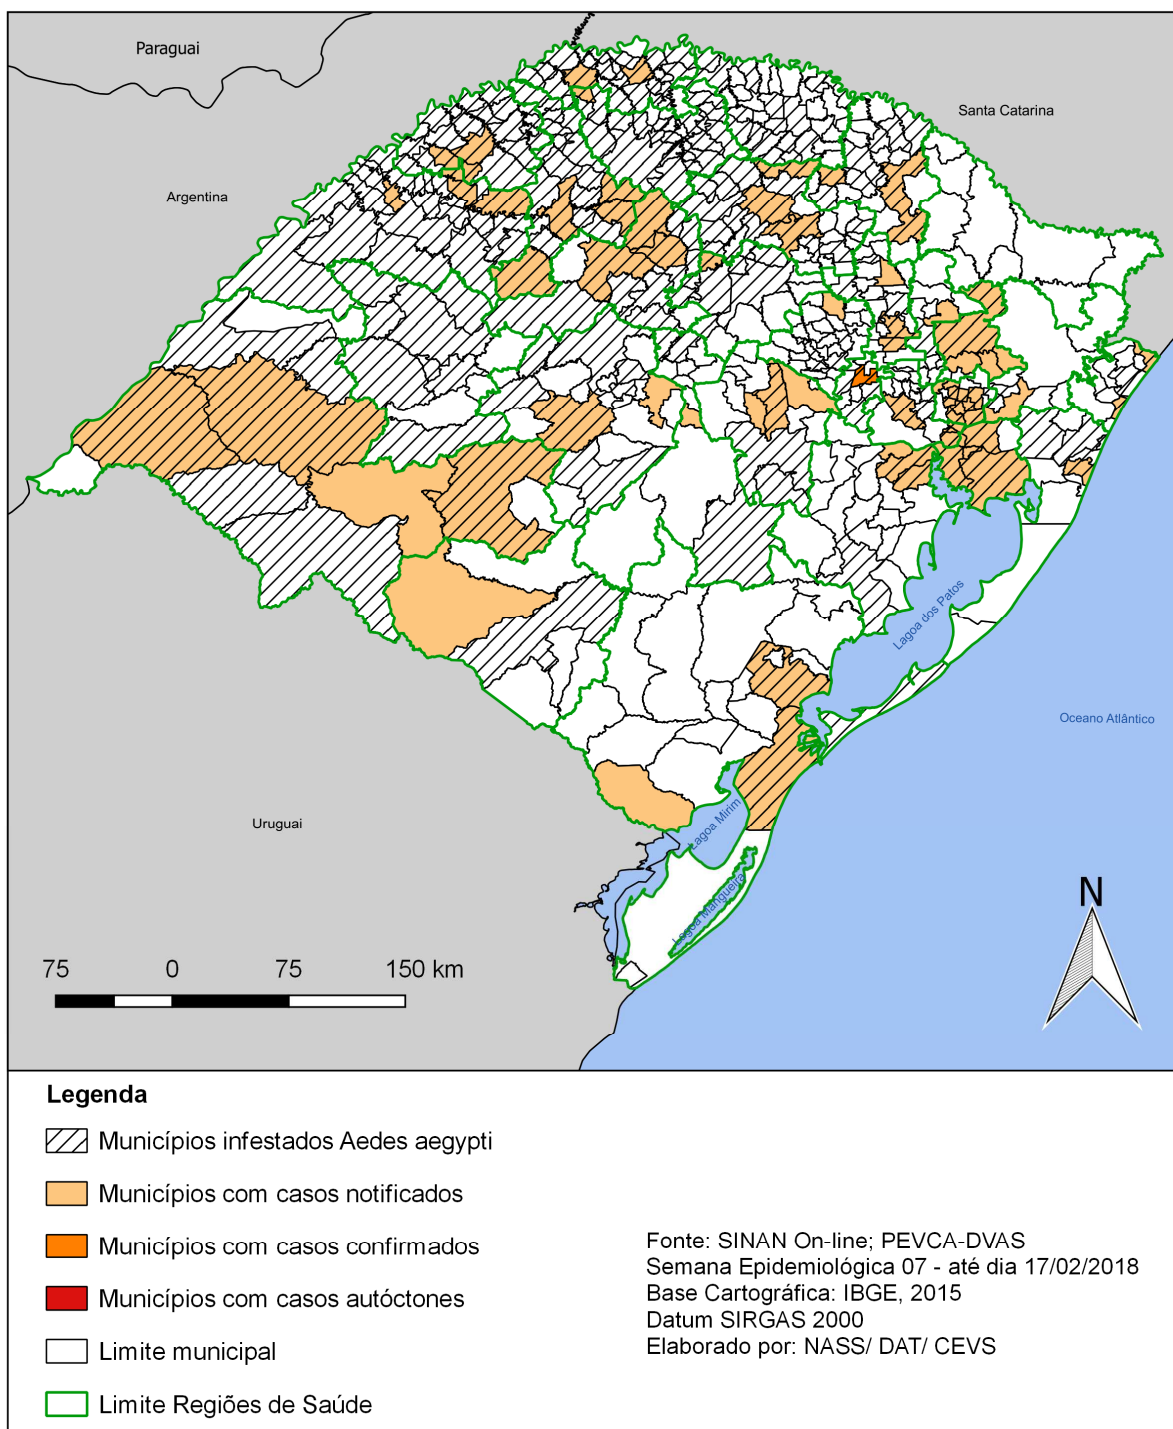 Paraguai
Santa Catarina
Argentina
Lagoa dos Patos
Oceano Atlântico
Lagoa Mirim
Uruguai
Lagoa Mangueira
N
75 0 75 150 km
Legenda
Municípios infestados Aedes aegypti
Municípios com casos notificados
Municípios com casos confirmados
Municípios com casos autóctones
Limite municipal
Limite Regiões de Saúde
Fonte: SINAN On-line; PEVCA-DVAS
Semana Epidemiológica 07 - até dia 17/02/2018
Base Cartográfica: IBGE, 2015
Datum SIRGAS 2000
Elaborado por: NASS/ DAT/ CEVS